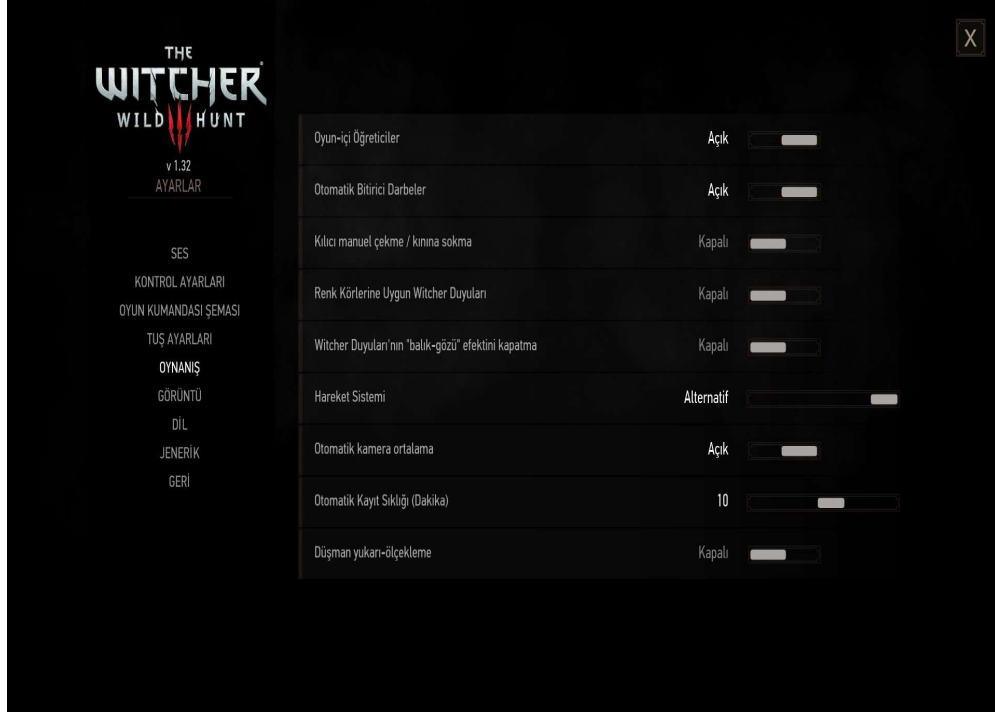 THE
WITCHER
WILD HUNT
v 1.32
AYARLAR
SES
KONTROL AYARLARI
OYUN KUMANDASI ŞEMASI
TUŞ AYARLARI
OYNANIŞ
GÖRÜNTÜ
DİL
JENERİK
GERİ
X
Oyun-içi Öğreticiler Açık
Otomatik Bitirici Darbeler Açık
Kılıcı manuel çekme / kınına sokma Kapalı
Renk Körlerine Uygun Witcher Duyuları Kapalı
Witcher Duyuları'nın "balık-gözü" efektini kapatma Kapalı
Hareket Sistemi Alternatif
Otomatik kamera ortalama Açık
Otomatik Kayıt Sıklığı (Dakika) 10
Düşman yukarı-ölçekleme Kapalı